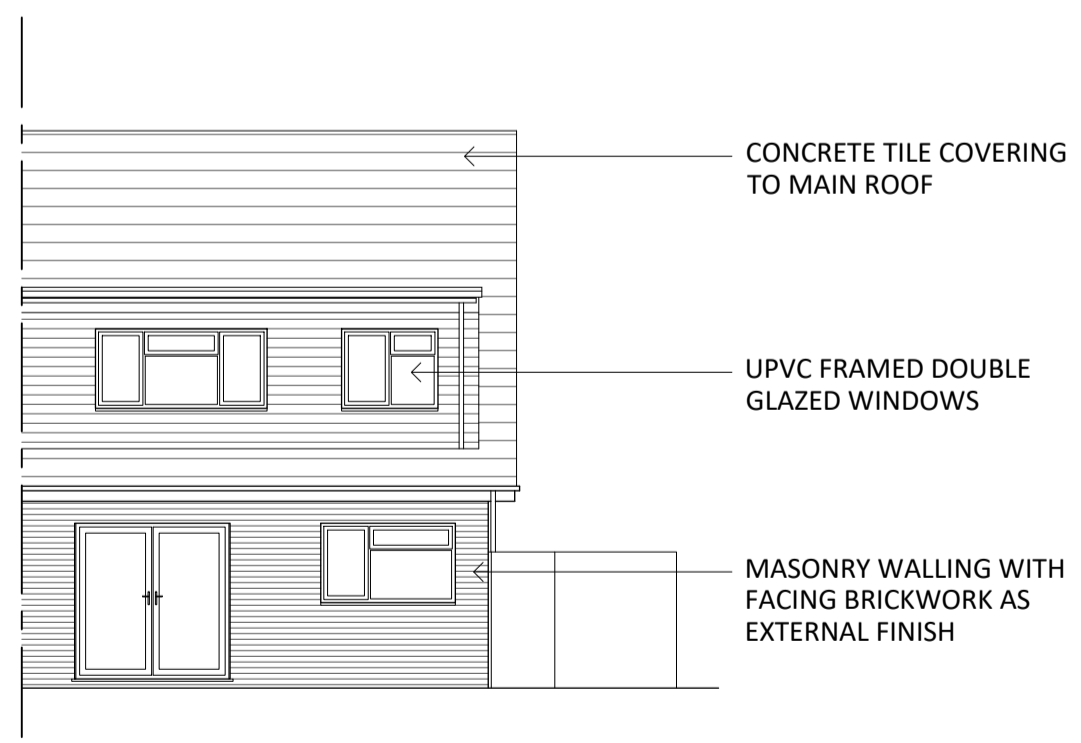 CONCRETE TILE COVERING
TO MAIN ROOF
UPVC FRAMED DOUBLE
GLAZED WINDOWS
MASONRY WALLING WITH
FACING BRICKWORK AS
EXTERNAL FINISH